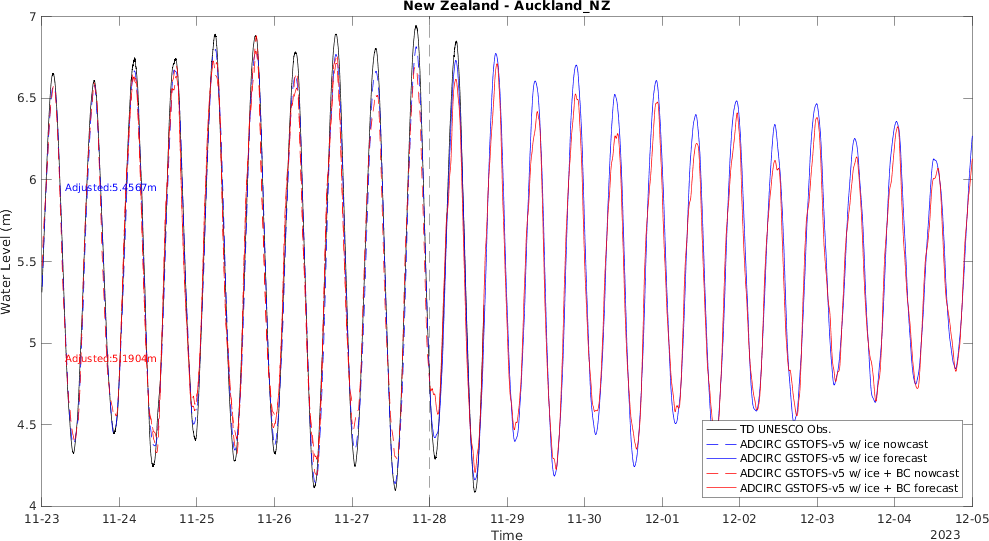 New Zealand - Auckland_NZ
7
6.5
6
5.5
5
4.5
4
Water Level (m)
Adjusted:5.4567m
Adjusted:5.1904m
TD UNESCO Obs.
ADCIRC GSTOFS-v5 w/ ice nowcast
ADCIRC GSTOFS-v5 w/ ice forecast
ADCIRC GSTOFS-v5 w/ ice + BC nowcast
ADCIRC GSTOFS-v5 w/ ice + BC forecast
11-23 11-24 11-25 11-26 11-27 11-28 11-29 11-30 12-01 12-02 12-03 12-04 12-05
Time
2023